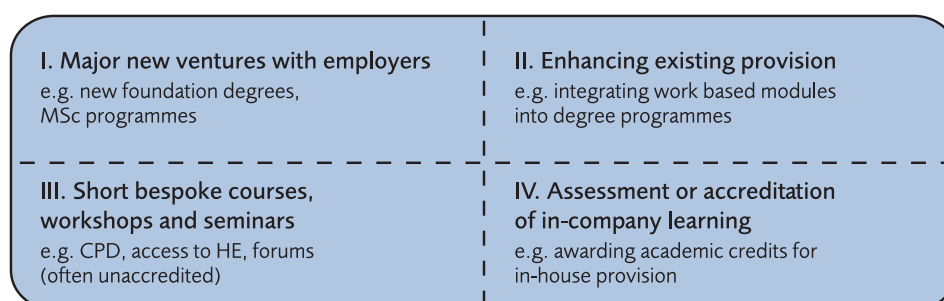 I. Major new ventures with employers
e.g. new foundation degrees,
MSc programmes
II. Enhancing existing provision
e.g. integrating work based modules
into degree programmes
III. Short bespoke courses,
workshops and seminars
e.g. CPD, access to HE, forums
(often unaccredited)
IV. Assessment or accreditation
of in-company learning
e.g. awarding academic credits for
in-house provision